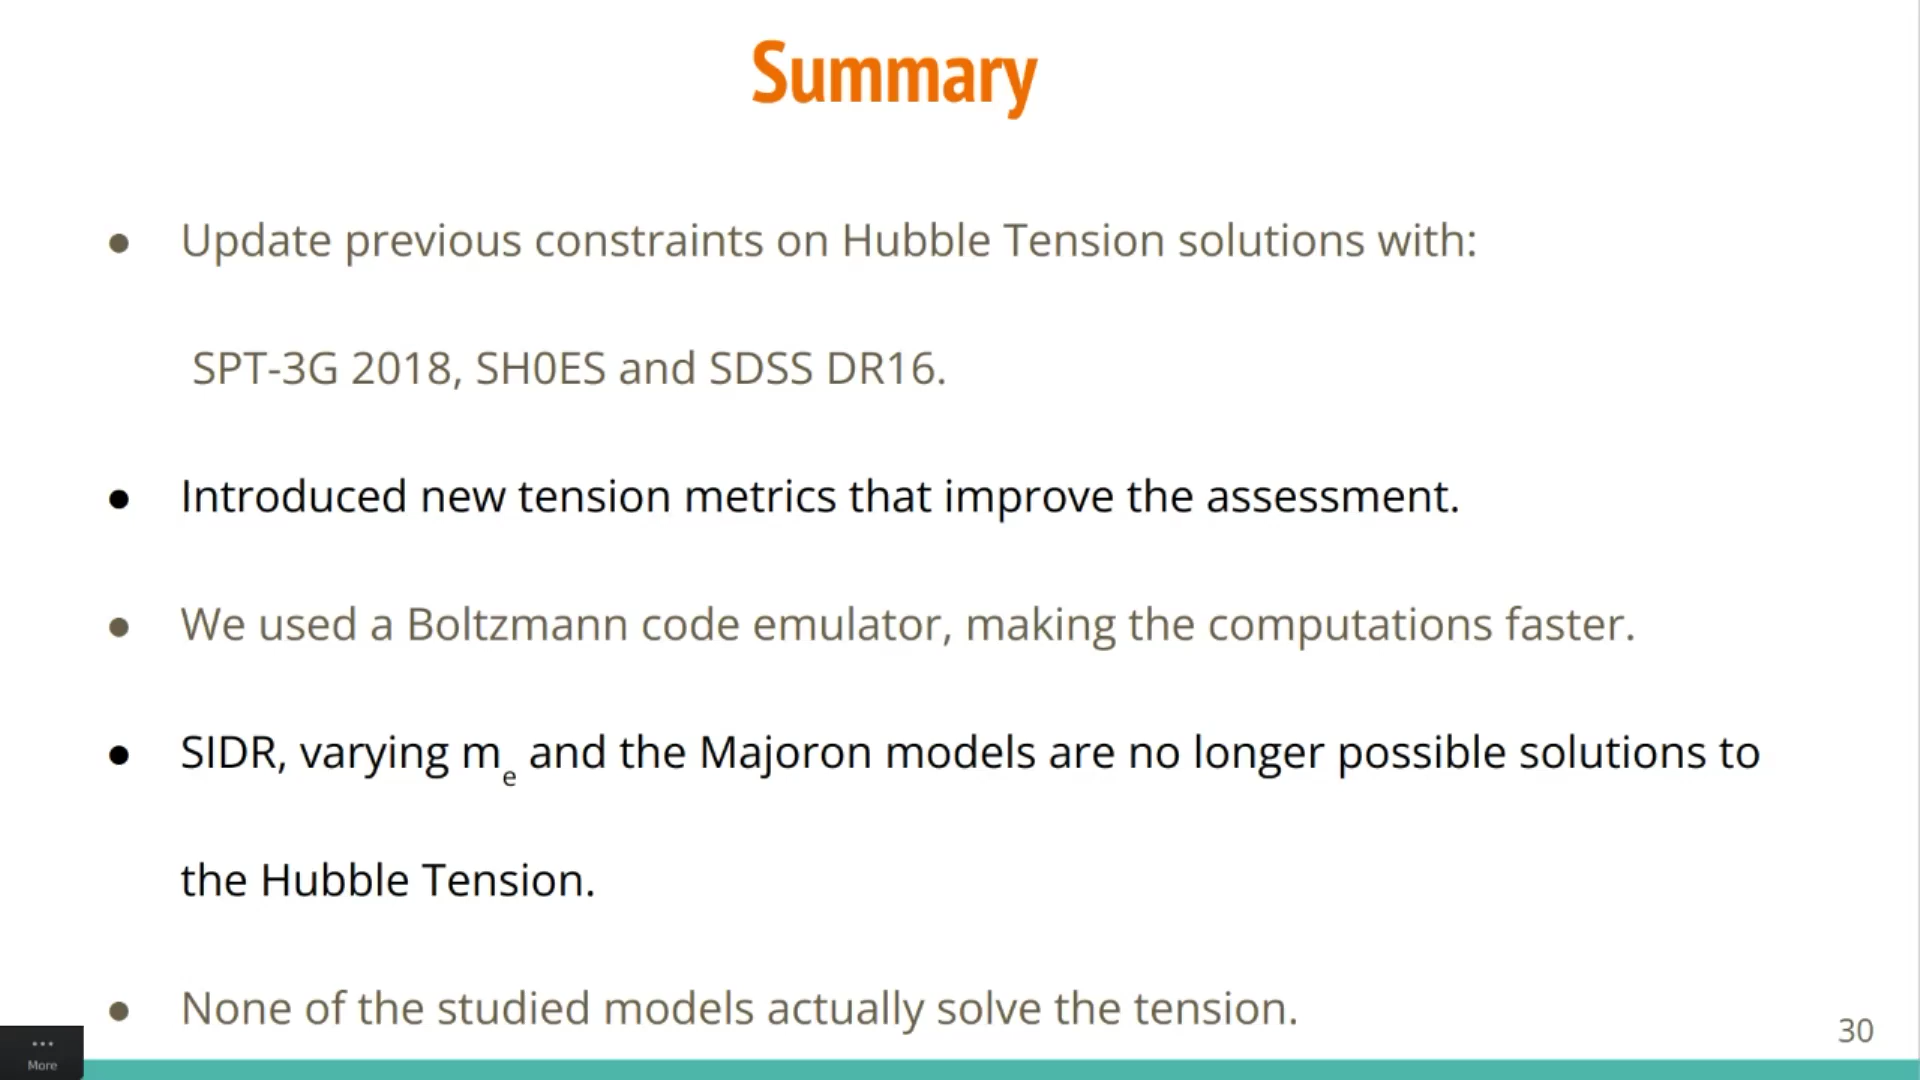 Summary
● Update previous constraints on Hubble Tension solutions with:
SPT-3G 2018, SH0ES and SDSS DR16.
● Introduced new tension metrics that improve the assessment.
● We used a Boltzmann code emulator, making the computations faster.
● SIDR, varying mₑ and the Majoron models are no longer possible solutions to
the Hubble Tension.
● None of the studied models actually solve the tension.
30
More